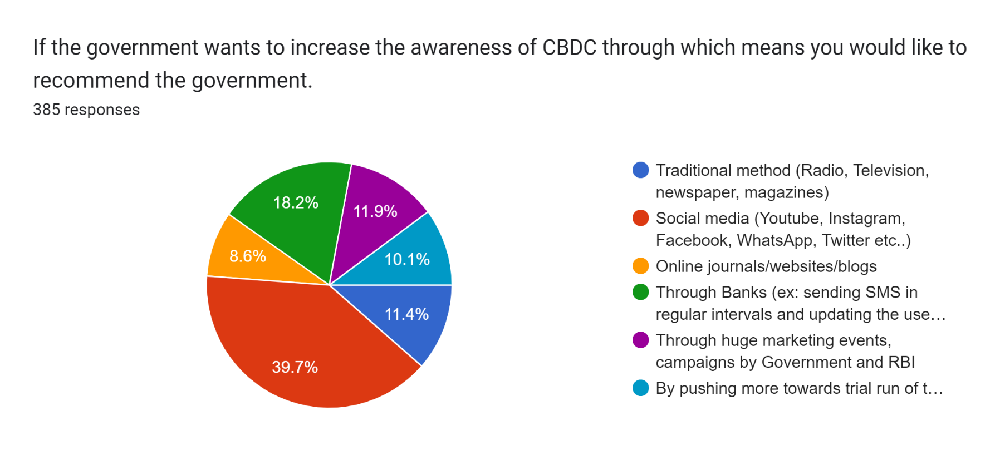 If the government wants to increase the awareness of CBDC through which means you would like to
recommend the government.
385 responses
18.2%
11.9%
8.6%
10.1%
11.4%
39.7%
Traditional method (Radio, Television,
newspaper, magazines)
Social media (Youtube, Instagram,
Facebook, WhatsApp, Twitter etc..)
Online journals/websites/blogs
Through Banks (ex: sending SMS in
regular intervals and updating the use…
Through huge marketing events,
campaigns by Government and RBI
By pushing more towards trial run of t…